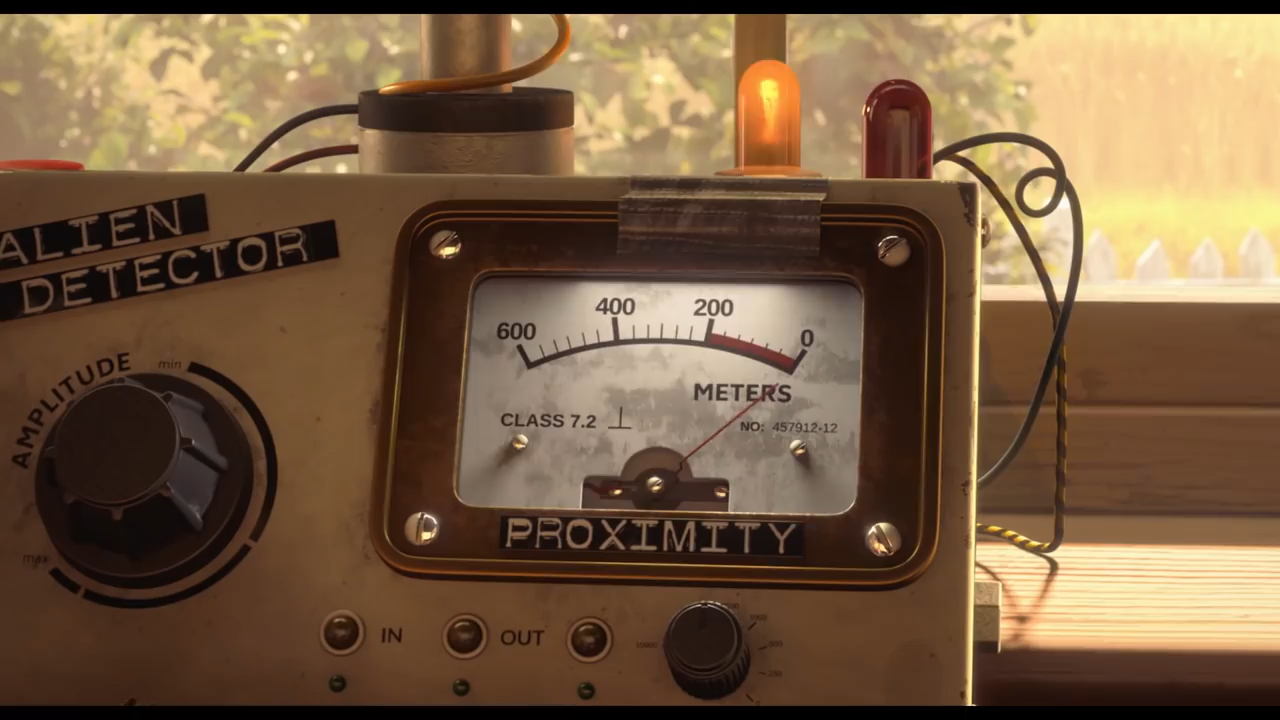 ALIEN
DETECTOR
600 400 200 0
METERS
CLASS 7.2
NO: 457912-12
AMPLITUDE
min
max
PROXIMITY
IN OUT